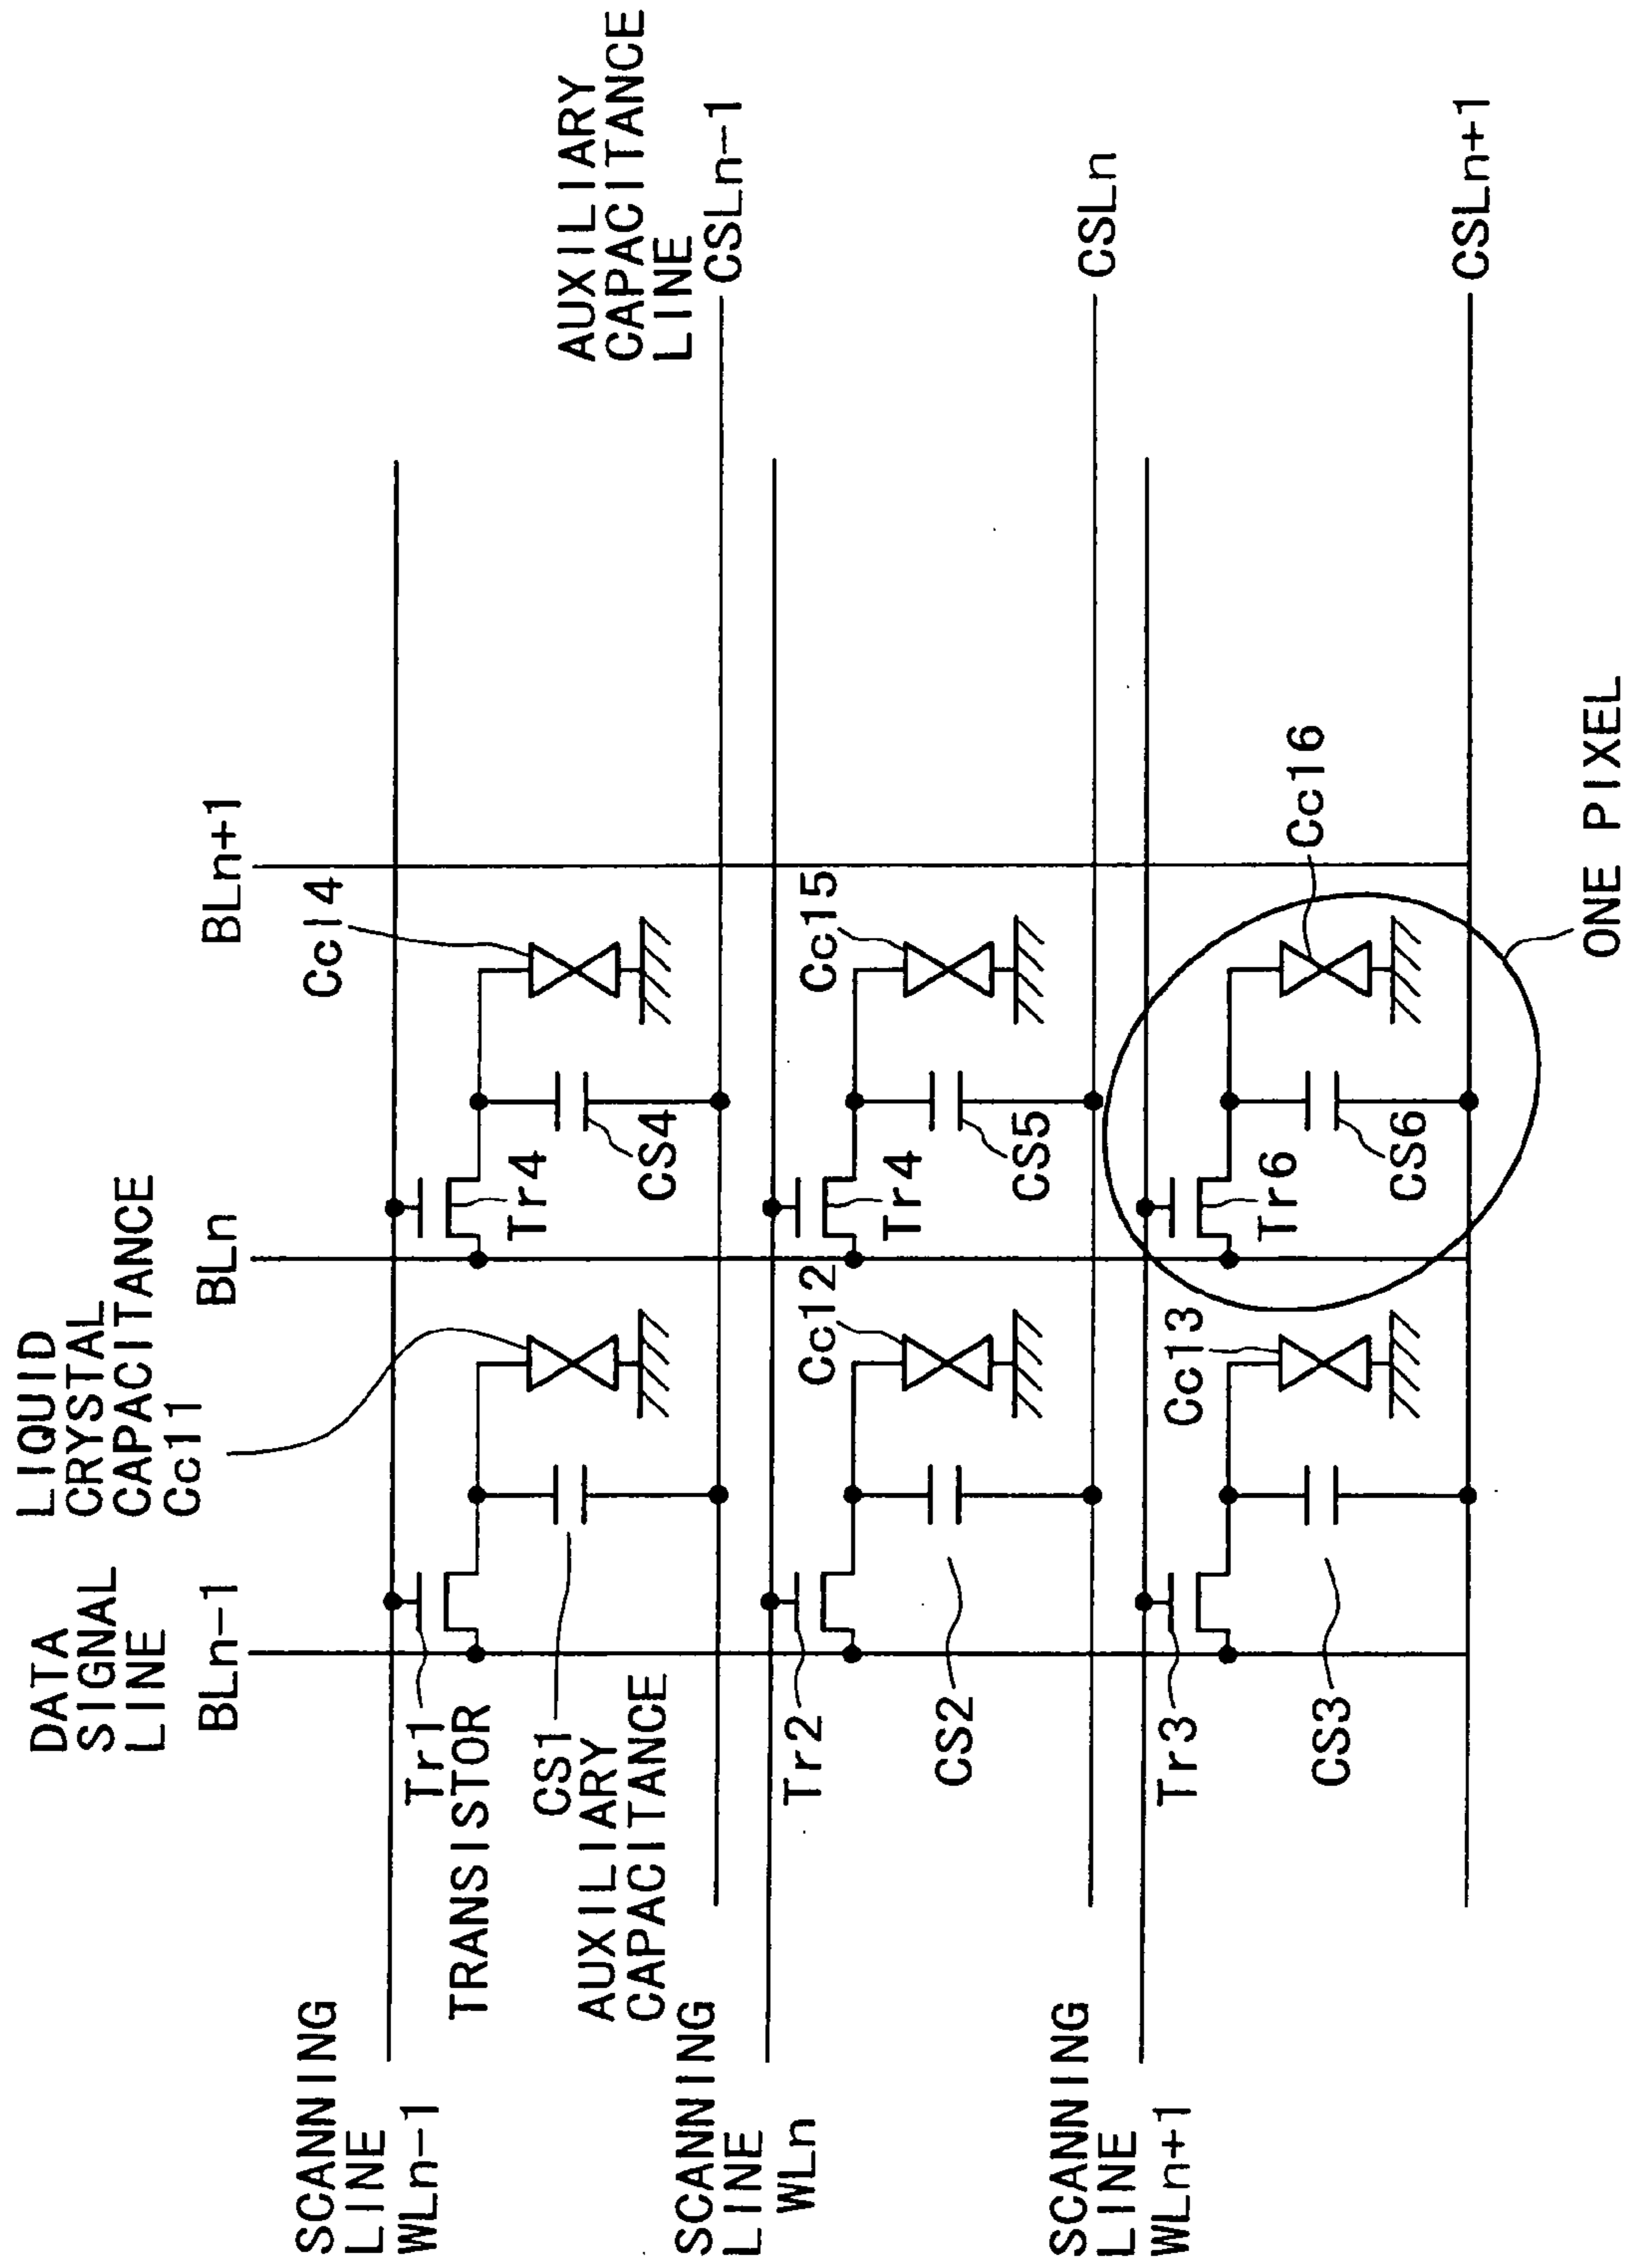 DATA
SIGNAL
LINE
BLn-1
LIQUID
CRYSTAL
CAPACITANCE
Cc11
BLn
BLn+1
SCANNING
LINE
WLn-1
Tr1
TRANSISTOR
CS1
AUXILIARY
CAPACITANCE
Tr4
CS4
Cc14
AUXILIARY
CAPACITANCE
LINE
CSLn-1
SCANNING
LINE
WLn
Tr2
CS2
Cc12
Tr4
CS5
Cc15
CSLn
SCANNING
LINE
WLn+1
Tr3
CS3
Cc13
Tr6
CS6
Cc16
CSLn+1
ONE PIXEL